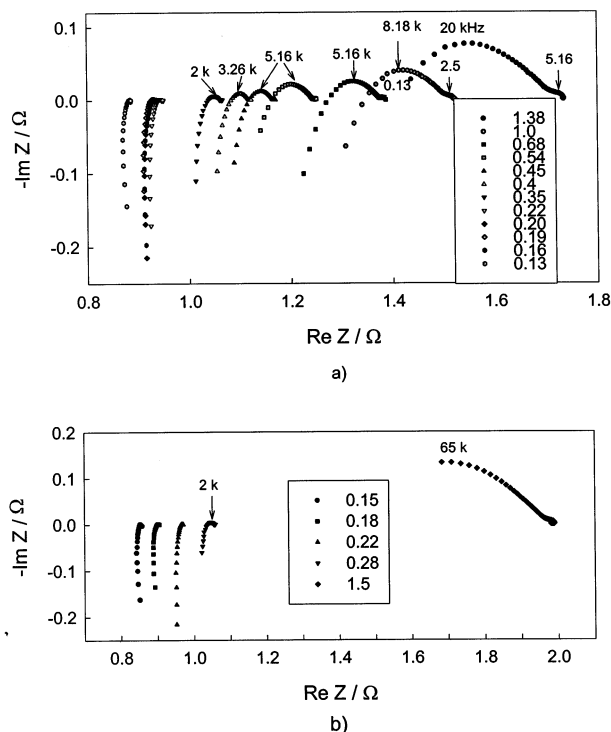 0.1
20 kHz
8.18 k
5.16 k
5.16 k
3.26 k
2 k
5.16
2.5
0.13
0.0
-0.1
-0.2
-Im Z / Ω
1.38
1.0
0.68
0.54
0.45
0.4
0.35
0.22
0.20
0.19
0.16
0.13
0.8 1.0 1.2 1.4 1.6 1.8
Re Z / Ω
a)
0.2
0.1
0.0
-0.1
-0.2
-Im Z / Ω
65 k
2 k
0.15
0.18
0.22
0.28
1.5
0.8 1.0 1.2 1.4 1.6 1.8 2.0
Re Z / Ω
b)